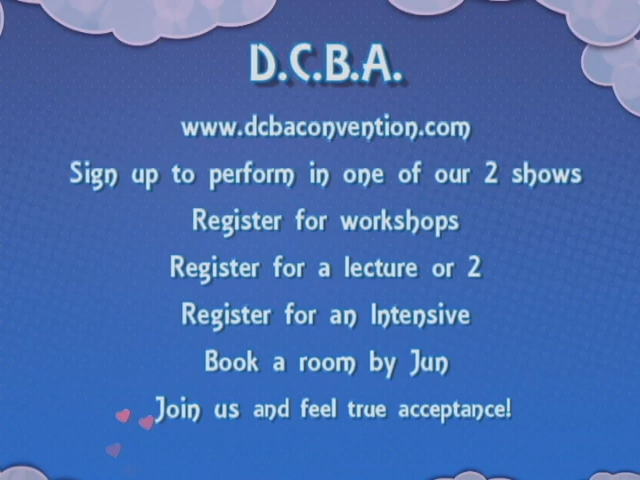 D.C.B.A.
www.dcbaconvention.com
Sign up to perform in one of our 2 shows
Register for workshops
Register for a lecture or 2
Register for an Intensive
Book a room by Jun
Join us and feel true acceptance!